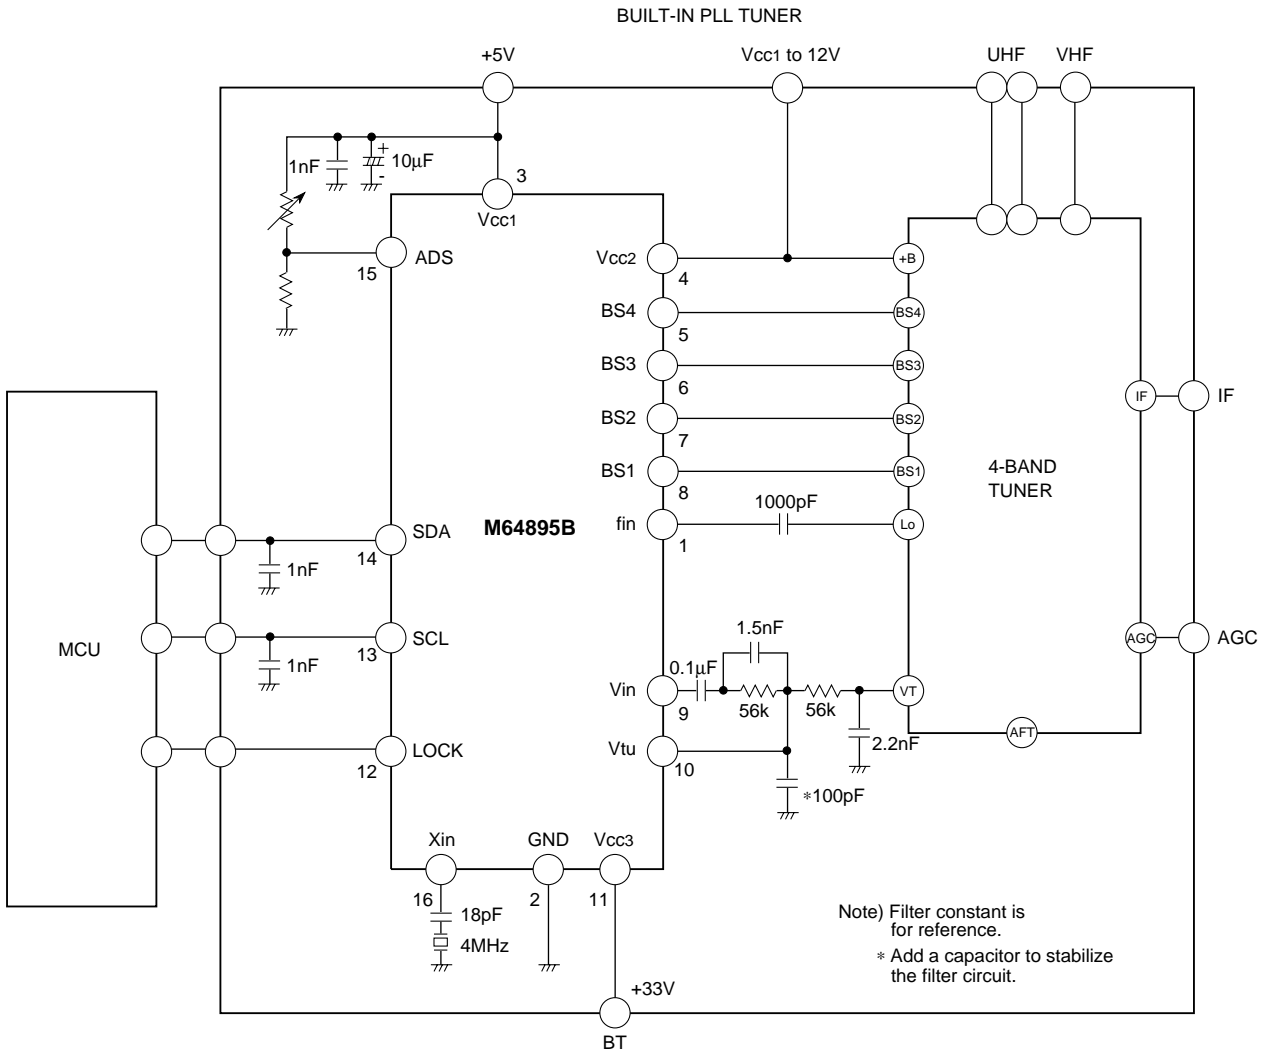 BUILT-IN PLL TUNER
+5V
Vcc1 to 12V
UHF
VHF
1nF
+
10µF
-
3
Vcc1
15
ADS
Vcc2
4
+B
BS4
5
BS4
BS3
6
BS3
IF
IF
BS2
7
BS2
BS1
8
BS1
4-BAND
TUNER
1000pF
M64895B
fin
1
Lo
SDA
14
1nF
MCU
SCL
13
1nF
AGC
AGC
1.5nF
0.1µF
Vin
9
56k
56k
VT
AFT
2.2nF
LOCK
12
Vtu
10
*100pF
Xin
GND
Vcc3
16
2
11
18pF
4MHz
Note) Filter constant is
for reference.
* Add a capacitor to stabilize
the filter circuit.
+33V
BT